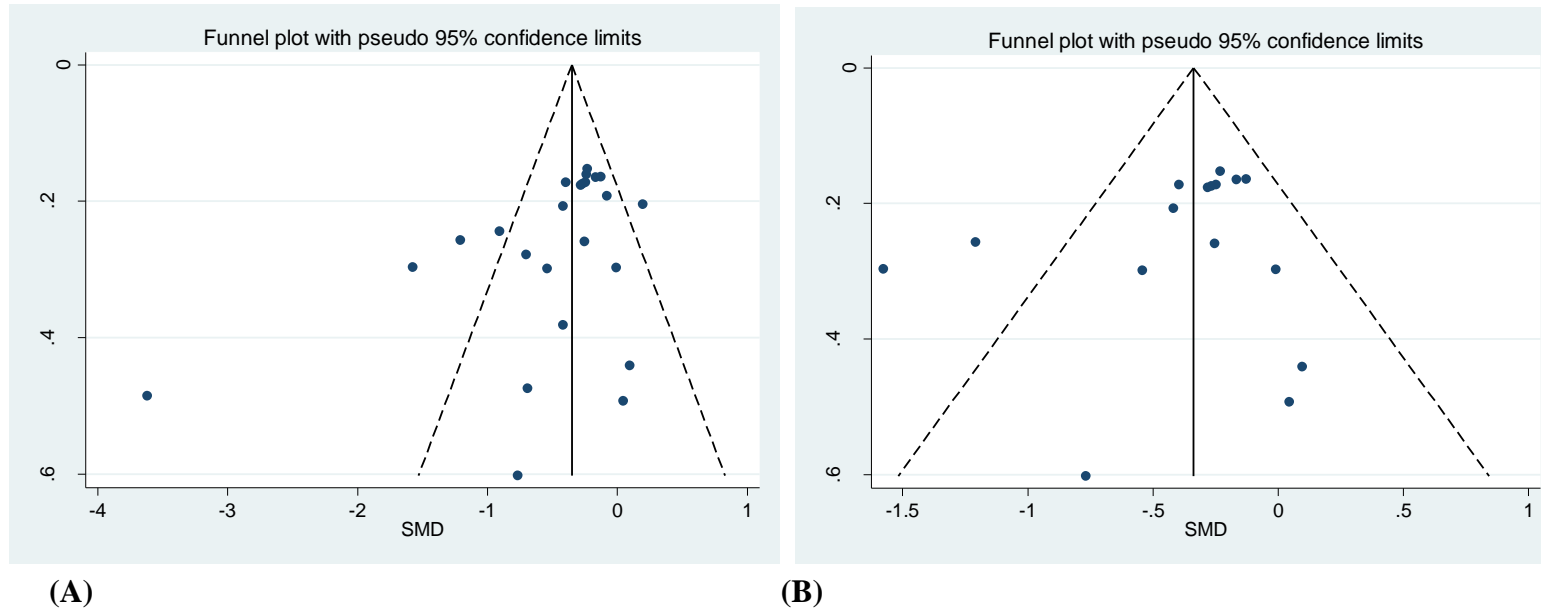 Funnel plot with pseudo 95% confidence limits
0
.2
.4
.6
-4 -3 -2 -1 0 1
SMD
(A)
Funnel plot with pseudo 95% confidence limits
0
.2
.4
.6
-1.5 -1 -.5 0 .5 1
SMD
(B)